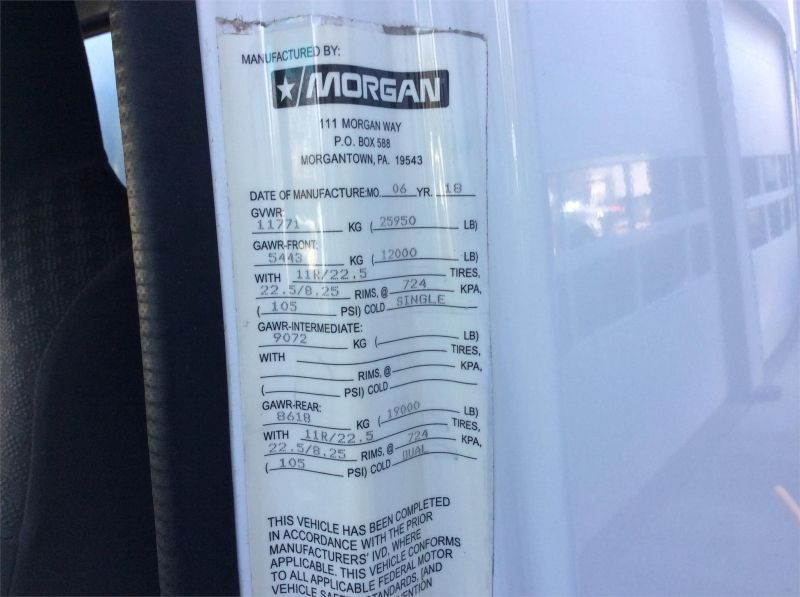 MANUFACTURED BY:
MORGAN
111 MORGAN WAY
P.O. BOX 588
MORGANTOWN, PA. 19543
DATE OF MANUFACTURE: MO. 06 YR. 18
GVWR:
11771 KG ( 25950 LB)
GAWR-FRONT:
5443 KG ( 12000 LB)
WITH 11R/22.5 TIRES,
22.5/8.25 RIMS, @ 724 KPA,
( 105 PSI) COLD SINGLE
GAWR-INTERMEDIATE:
9072 KG ( LB)
WITH TIRES,
RIMS, @ KPA,
( PSI) COLD
GAWR-REAR:
8618 KG ( 19000 LB)
WITH 11R/22.5 TIRES,
22.5/8.25 RIMS, @ 724 KPA,
( 105 PSI) COLD DUAL
THIS VEHICLE HAS BEEN COMPLETED
IN ACCORDANCE WITH THE PRIOR
MANUFACTURERS' IVD, WHERE
APPLICABLE. THIS VEHICLE CONFORMS
TO ALL APPLICABLE FEDERAL MOTOR
VEHICLE SAFETY STANDARDS, [AND